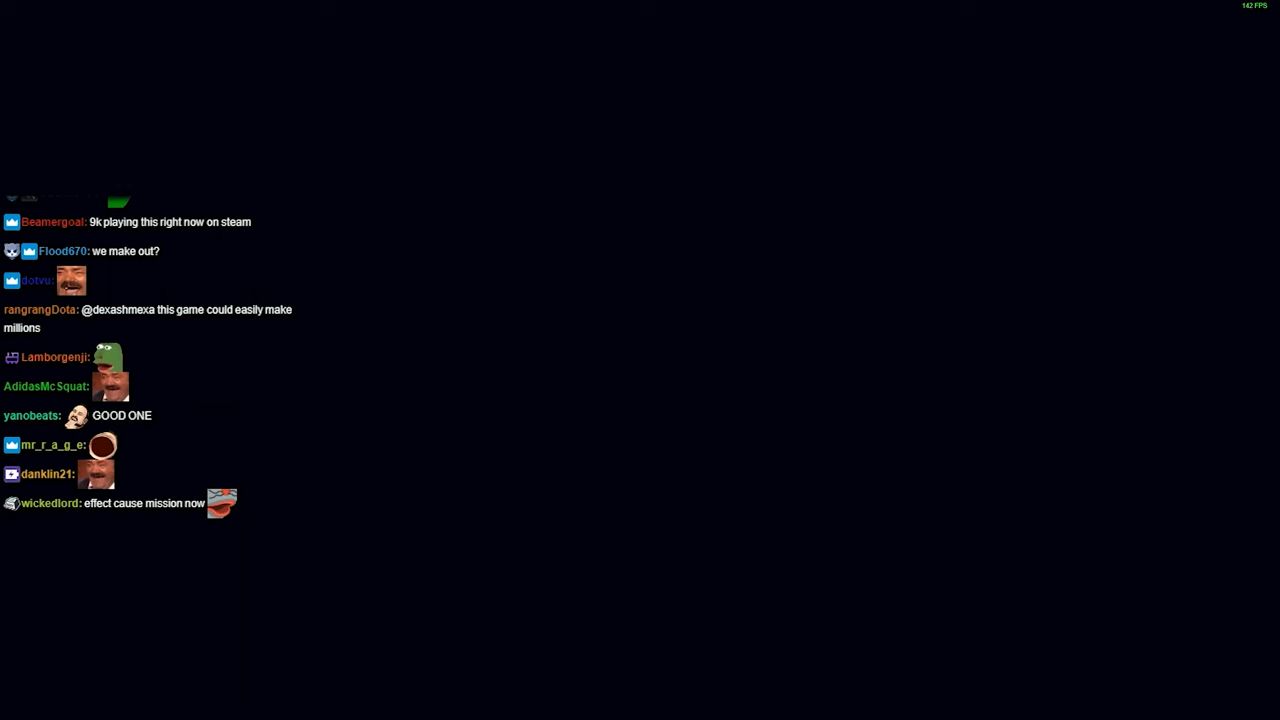 142 FPS
Beamergoal: 9k playing this right now on steam
Flood670: we make out?
dotvu:
rangrangDota: @dexashmexa this game could easily make
millions
Lamborgenji:
AdidasMcSquat:
yanobeats: GOOD ONE
mr_r_a_g_e:
danklin21:
wickedlord: effect cause mission now